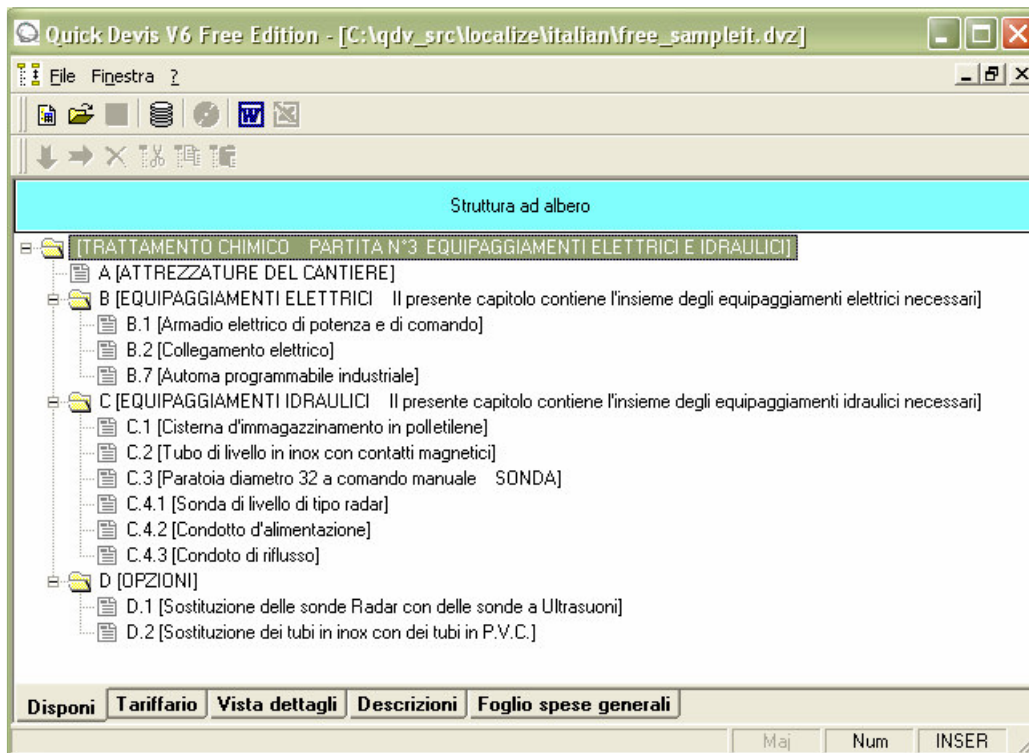 Quick Devis V6 Free Edition - [C:\qdv_src\localize\italian\free_sampleit.dvz]
File Finestra ?
Struttura ad albero
[TRATTAMENTO CHIMICO PARTITA N°3 EQUIPAGGIAMENTI ELETTRICI E IDRAULICI]
A [ATTREZZATURE DEL CANTIERE]
B [EQUIPAGGIAMENTI ELETTRICI Il presente capitolo contiene l'insieme degli equipaggiamenti elettrici necessari]
B.1 [Armadio elettrico di potenza e di comando]
B.2 [Collegamento elettrico]
B.7 [Automa programmabile industriale]
C [EQUIPAGGIAMENTI IDRAULICI Il presente capitolo contiene l'insieme degli equipaggiamenti idraulici necessari]
C.1 [Cisterna d'immagazzinamento in polletilene]
C.2 [Tubo di livello in inox con contatti magnetici]
C.3 [Paratoia diametro 32 a comando manuale SONDA]
C.4.1 [Sonda di livello di tipo radar]
C.4.2 [Condotto d'alimentazione]
C.4.3 [Condoto di riflusso]
D [OPZIONI]
D.1 [Sostituzione delle sonde Radar con delle sonde a Ultrasuoni]
D.2 [Sostituzione dei tubi in inox con dei tubi in P.V.C.]
Disponi Tariffario Vista dettagli Descrizioni Foglio spese generali
Maj Num INSER